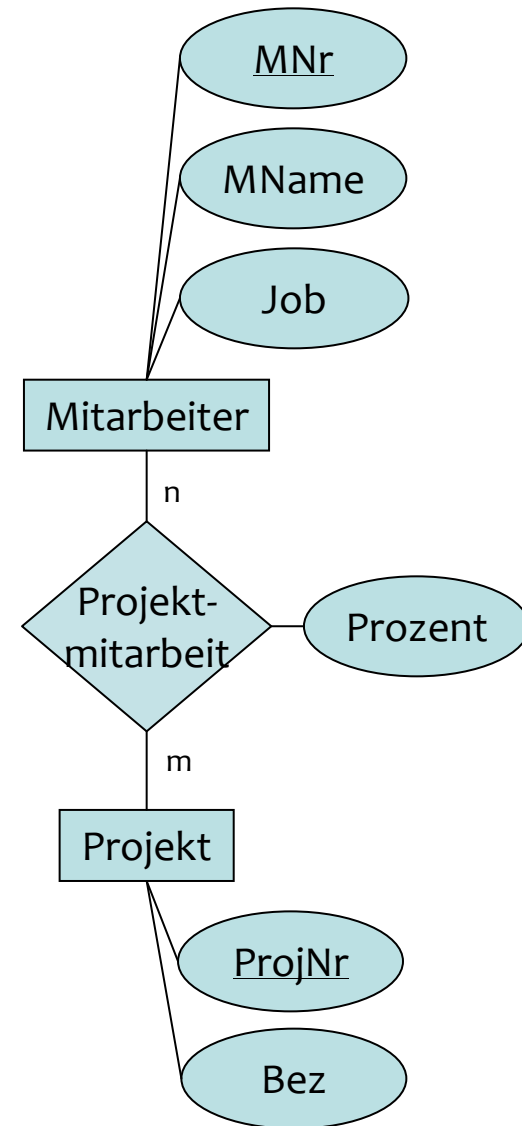 MNr
MName
Job
Mitarbeiter
n
Projekt-
mitarbeit
Prozent
m
Projekt
ProjNr
Bez